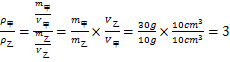 ρ甲/ρ乙 = (m甲/V甲)/(m乙/V乙) = m甲/m乙 × V乙/V甲 = 30g/10g × 10cm³/10cm³ = 3